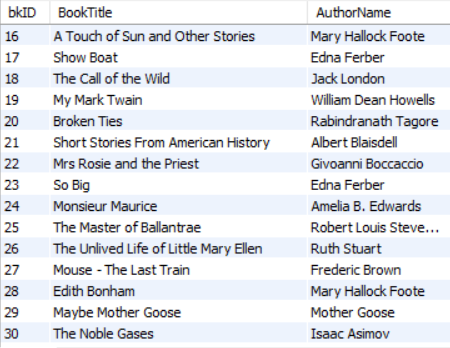 bkID BookTitle AuthorName
16 A Touch of Sun and Other Stories Mary Hallock Foote
17 Show Boat Edna Ferber
18 The Call of the Wild Jack London
19 My Mark Twain William Dean Howells
20 Broken Ties Rabindranath Tagore
21 Short Stories From American History Albert Blaisdell
22 Mrs Rosie and the Priest Givoanni Boccaccio
23 So Big Edna Ferber
24 Monsieur Maurice Amelia B. Edwards
25 The Master of Ballantrae Robert Louis Steve...
26 The Unlived Life of Little Mary Ellen Ruth Stuart
27 Mouse - The Last Train Frederic Brown
28 Edith Bonham Mary Hallock Foote
29 Maybe Mother Goose Mother Goose
30 The Noble Gases Isaac Asimov